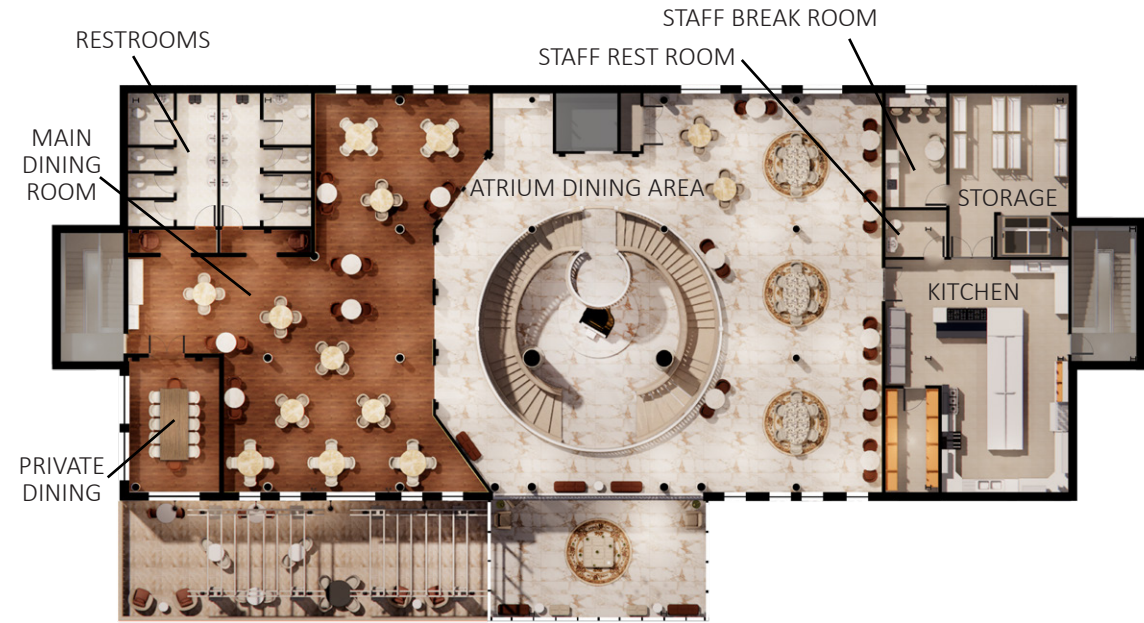 STAFF BREAK ROOM
RESTROOMS
STAFF REST ROOM
MAIN
DINING
ROOM
ATRIUM DINING AREA
STORAGE
KITCHEN
PRIVATE
DINING